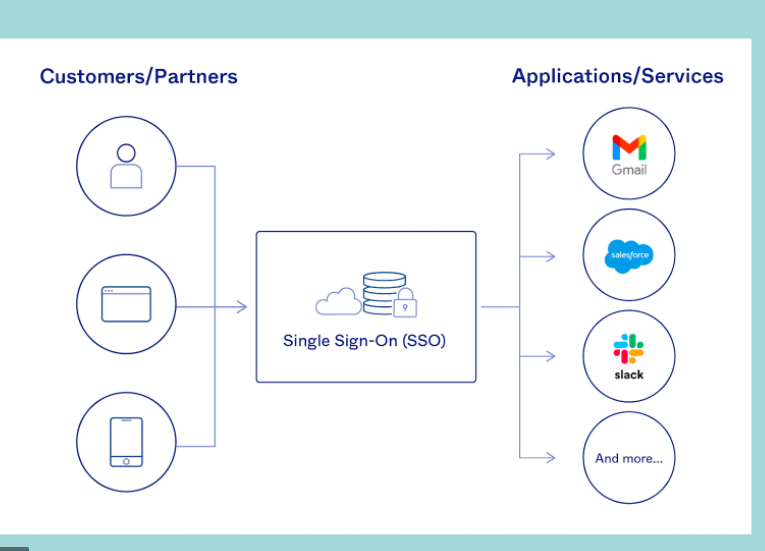 Customers/Partners
Applications/Services
Gmail
salesforce
Single Sign-On (SSO)
slack
And more...